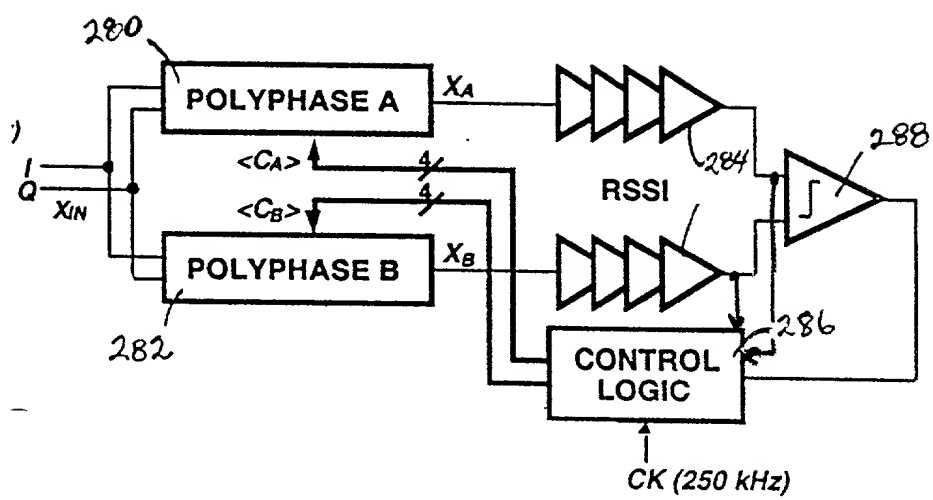 280
POLYPHASE A
XA
)
<CA>
4
284
288
I
Q
XIN
<CB>
4
RSSI
POLYPHASE B
XB
282
286
CONTROL
LOGIC
CK (250 kHz)